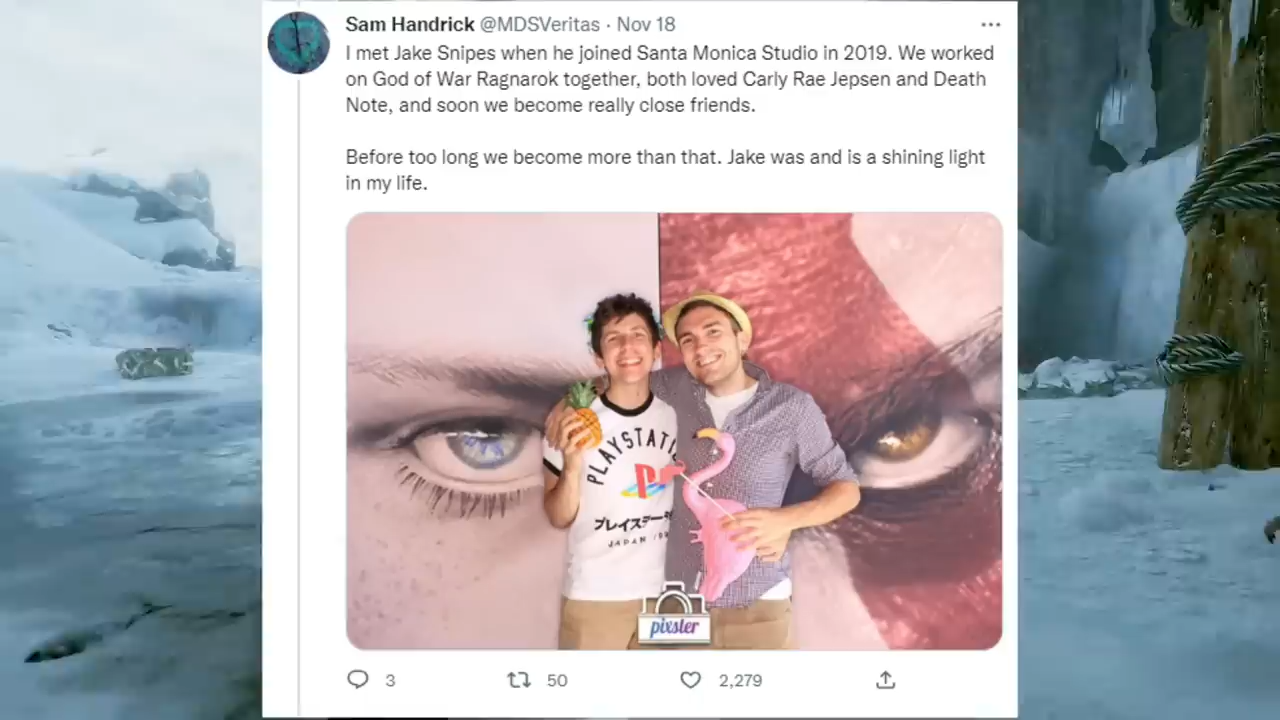 Sam Handrick @MDSVeritas · Nov 18
I met Jake Snipes when he joined Santa Monica Studio in 2019. We worked
on God of War Ragnarok together, both loved Carly Rae Jepsen and Death
Note, and soon we become really close friends.
Before too long we become more than that. Jake was and is a shining light
in my life.
PLAYSTATI
プレイステー
JAPAN
pixster
3
50
2,279